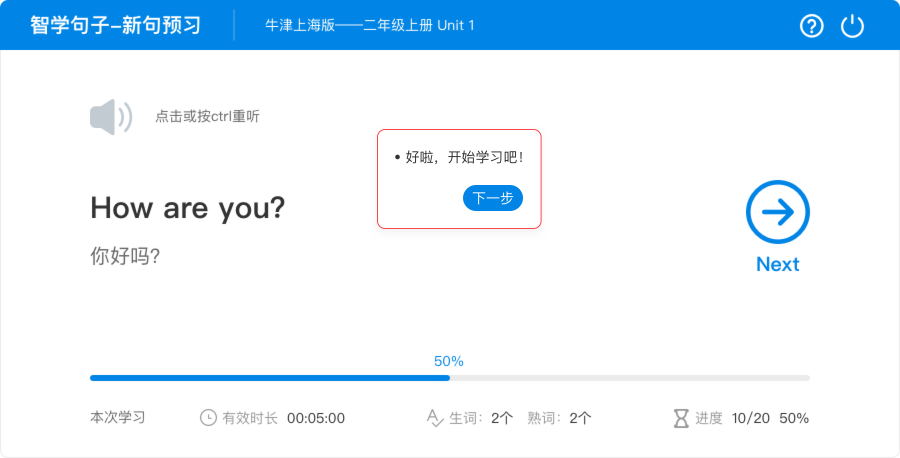 智学句子-新句预习
牛津上海版——二年级上册 Unit 1
点击或按ctrl重听
• 好啦，开始学习吧！
下一步
How are you?
你好吗?
Next
50%
本次学习 有效时长 00:05:00 生词：2个 熟词：2个 进度 10/20 50%